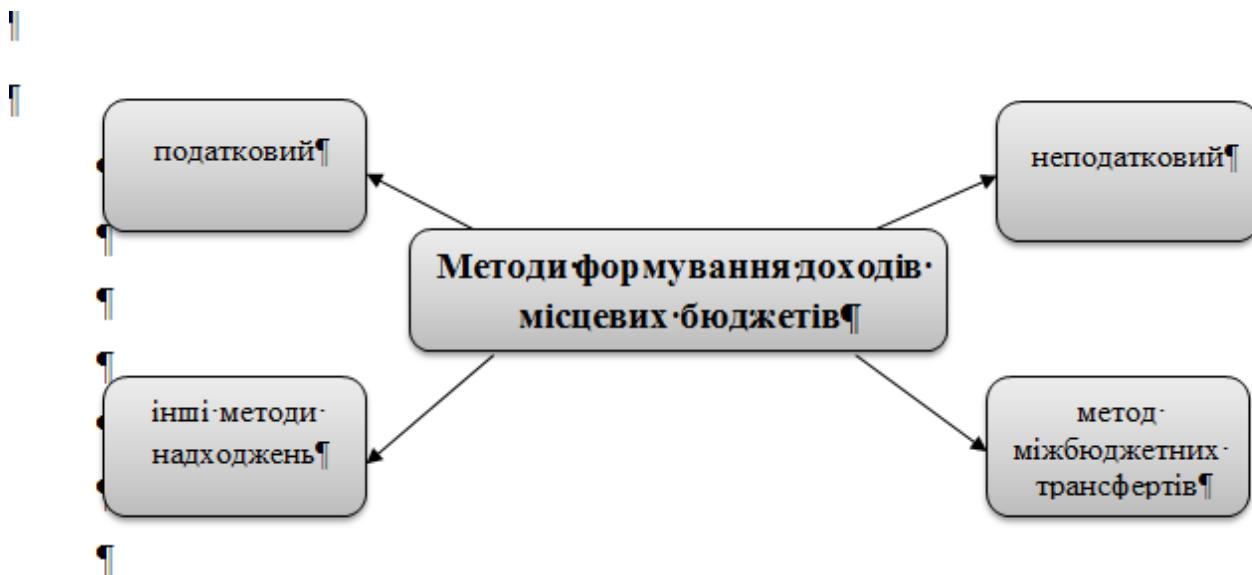 податковий¶
неподатковий¶
Методи·формування·доходів·
місцевих·бюджетів¶
інші·методи·
надходжень¶
метод·
міжбюджетних·
трансфертів¶